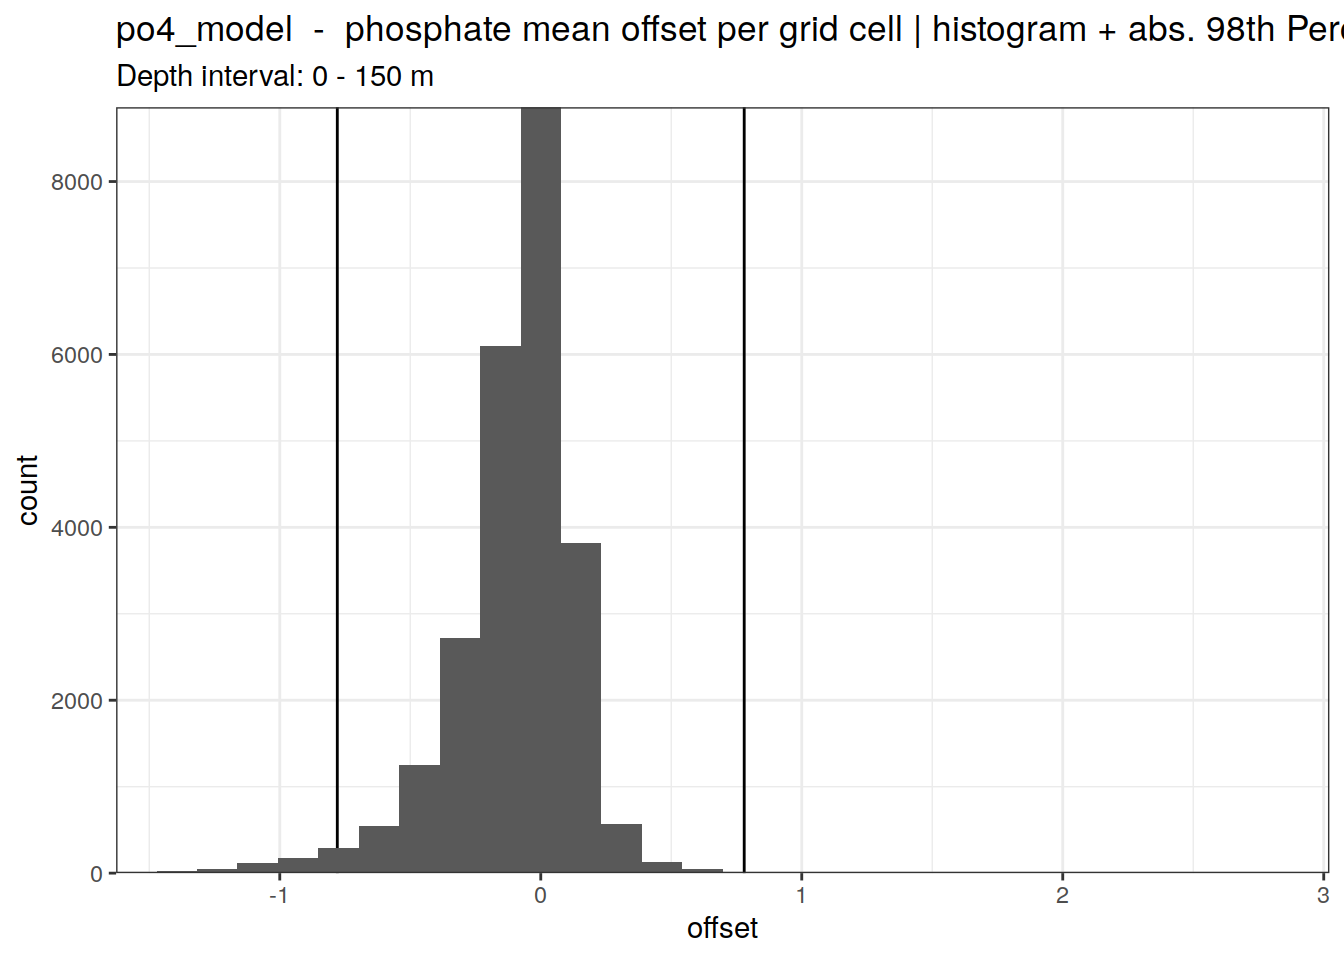 po4_model - phosphate mean offset per grid cell | histogram + abs. 98th
Depth interval: 0 - 150 m
8000
6000
4000
2000
0
count
-1
0
1
2
3
offset